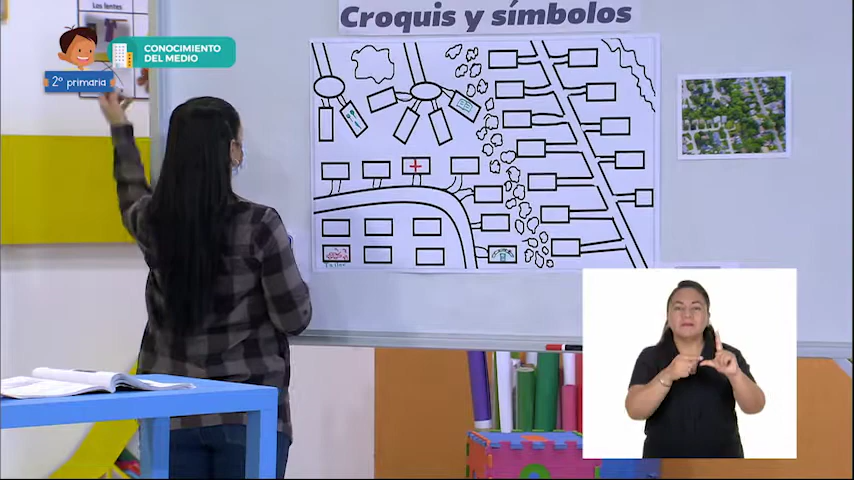 Los lentes
Croquis y símbolos
CONOCIMIENTO
DEL MEDIO
2° primaria